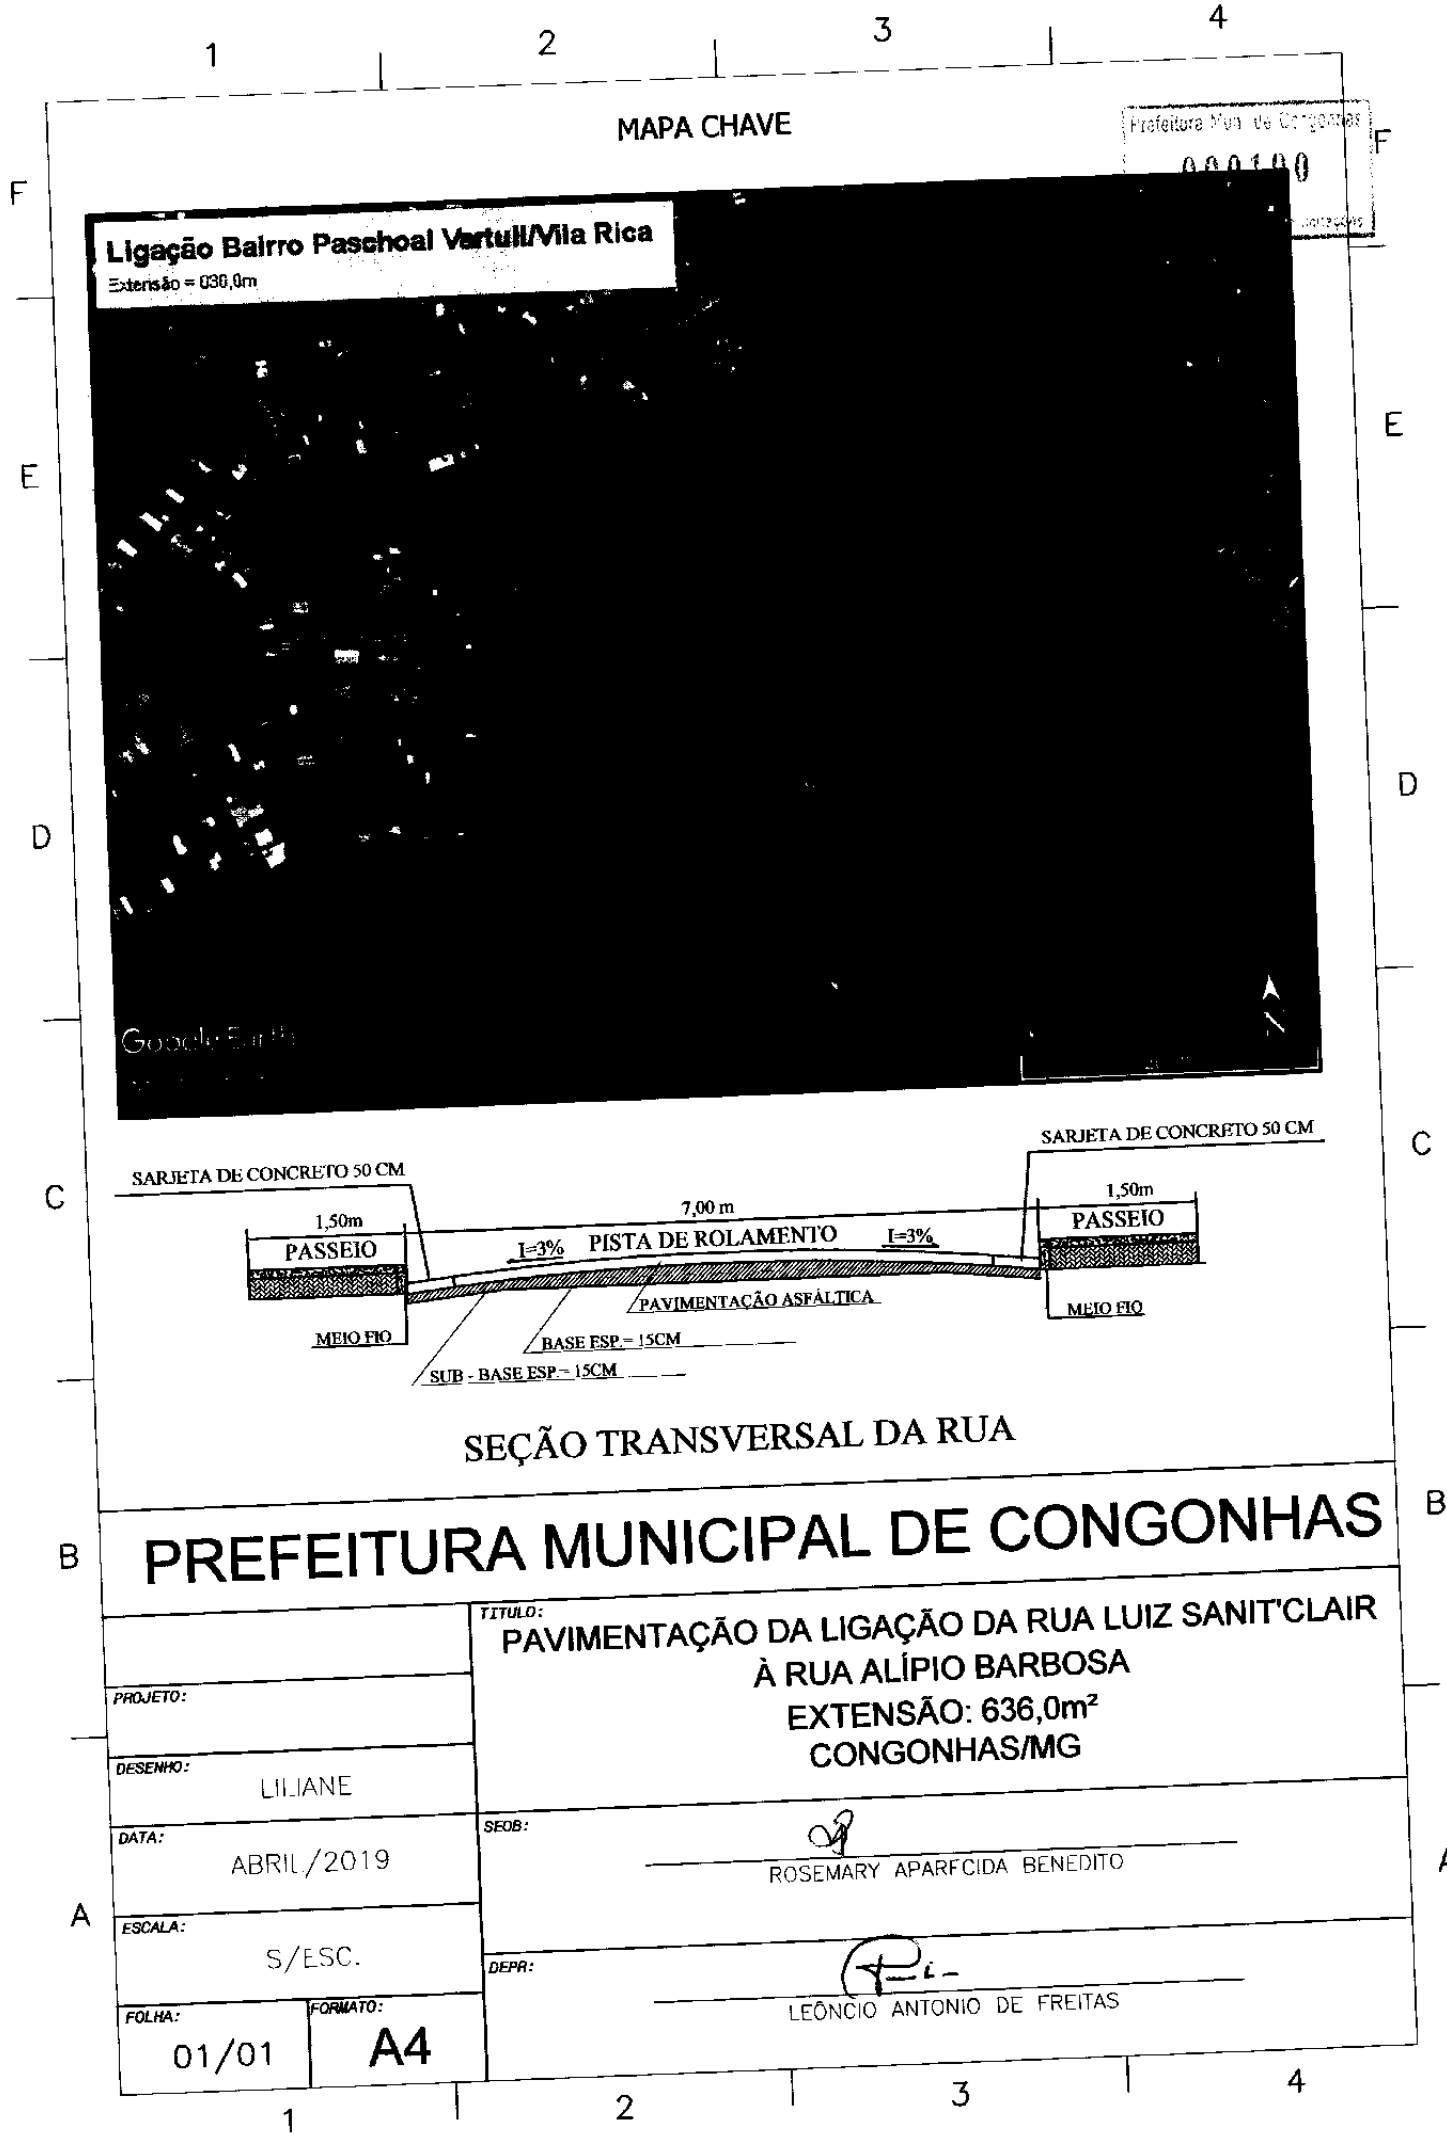 1 2 3 4
MAPA CHAVE
Prefeitura Mun. de Congonhas
000100
F F
Ligação Bairro Paschoal Vartuli/Vila Rica
Extensão = 636,0m
E E
D D
Google Earth
SARJETA DE CONCRETO 50 CM
SARJETA DE CONCRETO 50 CM
C C
1,50m 7,00 m 1,50m
PASSEIO I=3% PISTA DE ROLAMENTO I=3% PASSEIO
PAVIMENTAÇÃO ASFÁLTICA
MEIO FIO MEIO FIO
BASE ESP.= 15CM
SUB - BASE ESP.= 15CM
SEÇÃO TRANSVERSAL DA RUA
B B
PREFEITURA MUNICIPAL DE CONGONHAS
TITULO:
PAVIMENTAÇÃO DA LIGAÇÃO DA RUA LUIZ SANIT'CLAIR
À RUA ALÍPIO BARBOSA
EXTENSÃO: 636,0m²
CONGONHAS/MG
PROJETO:
DESENHO:
LILIANE
DATA:
ABRIL/2019
SEOB:
ROSEMARY APARECIDA BENEDITO
A A
ESCALA:
S/ESC.
DEPR:
LEÔNCIO ANTONIO DE FREITAS
FOLHA:
01/01
FORMATO:
A4
1 2 3 4